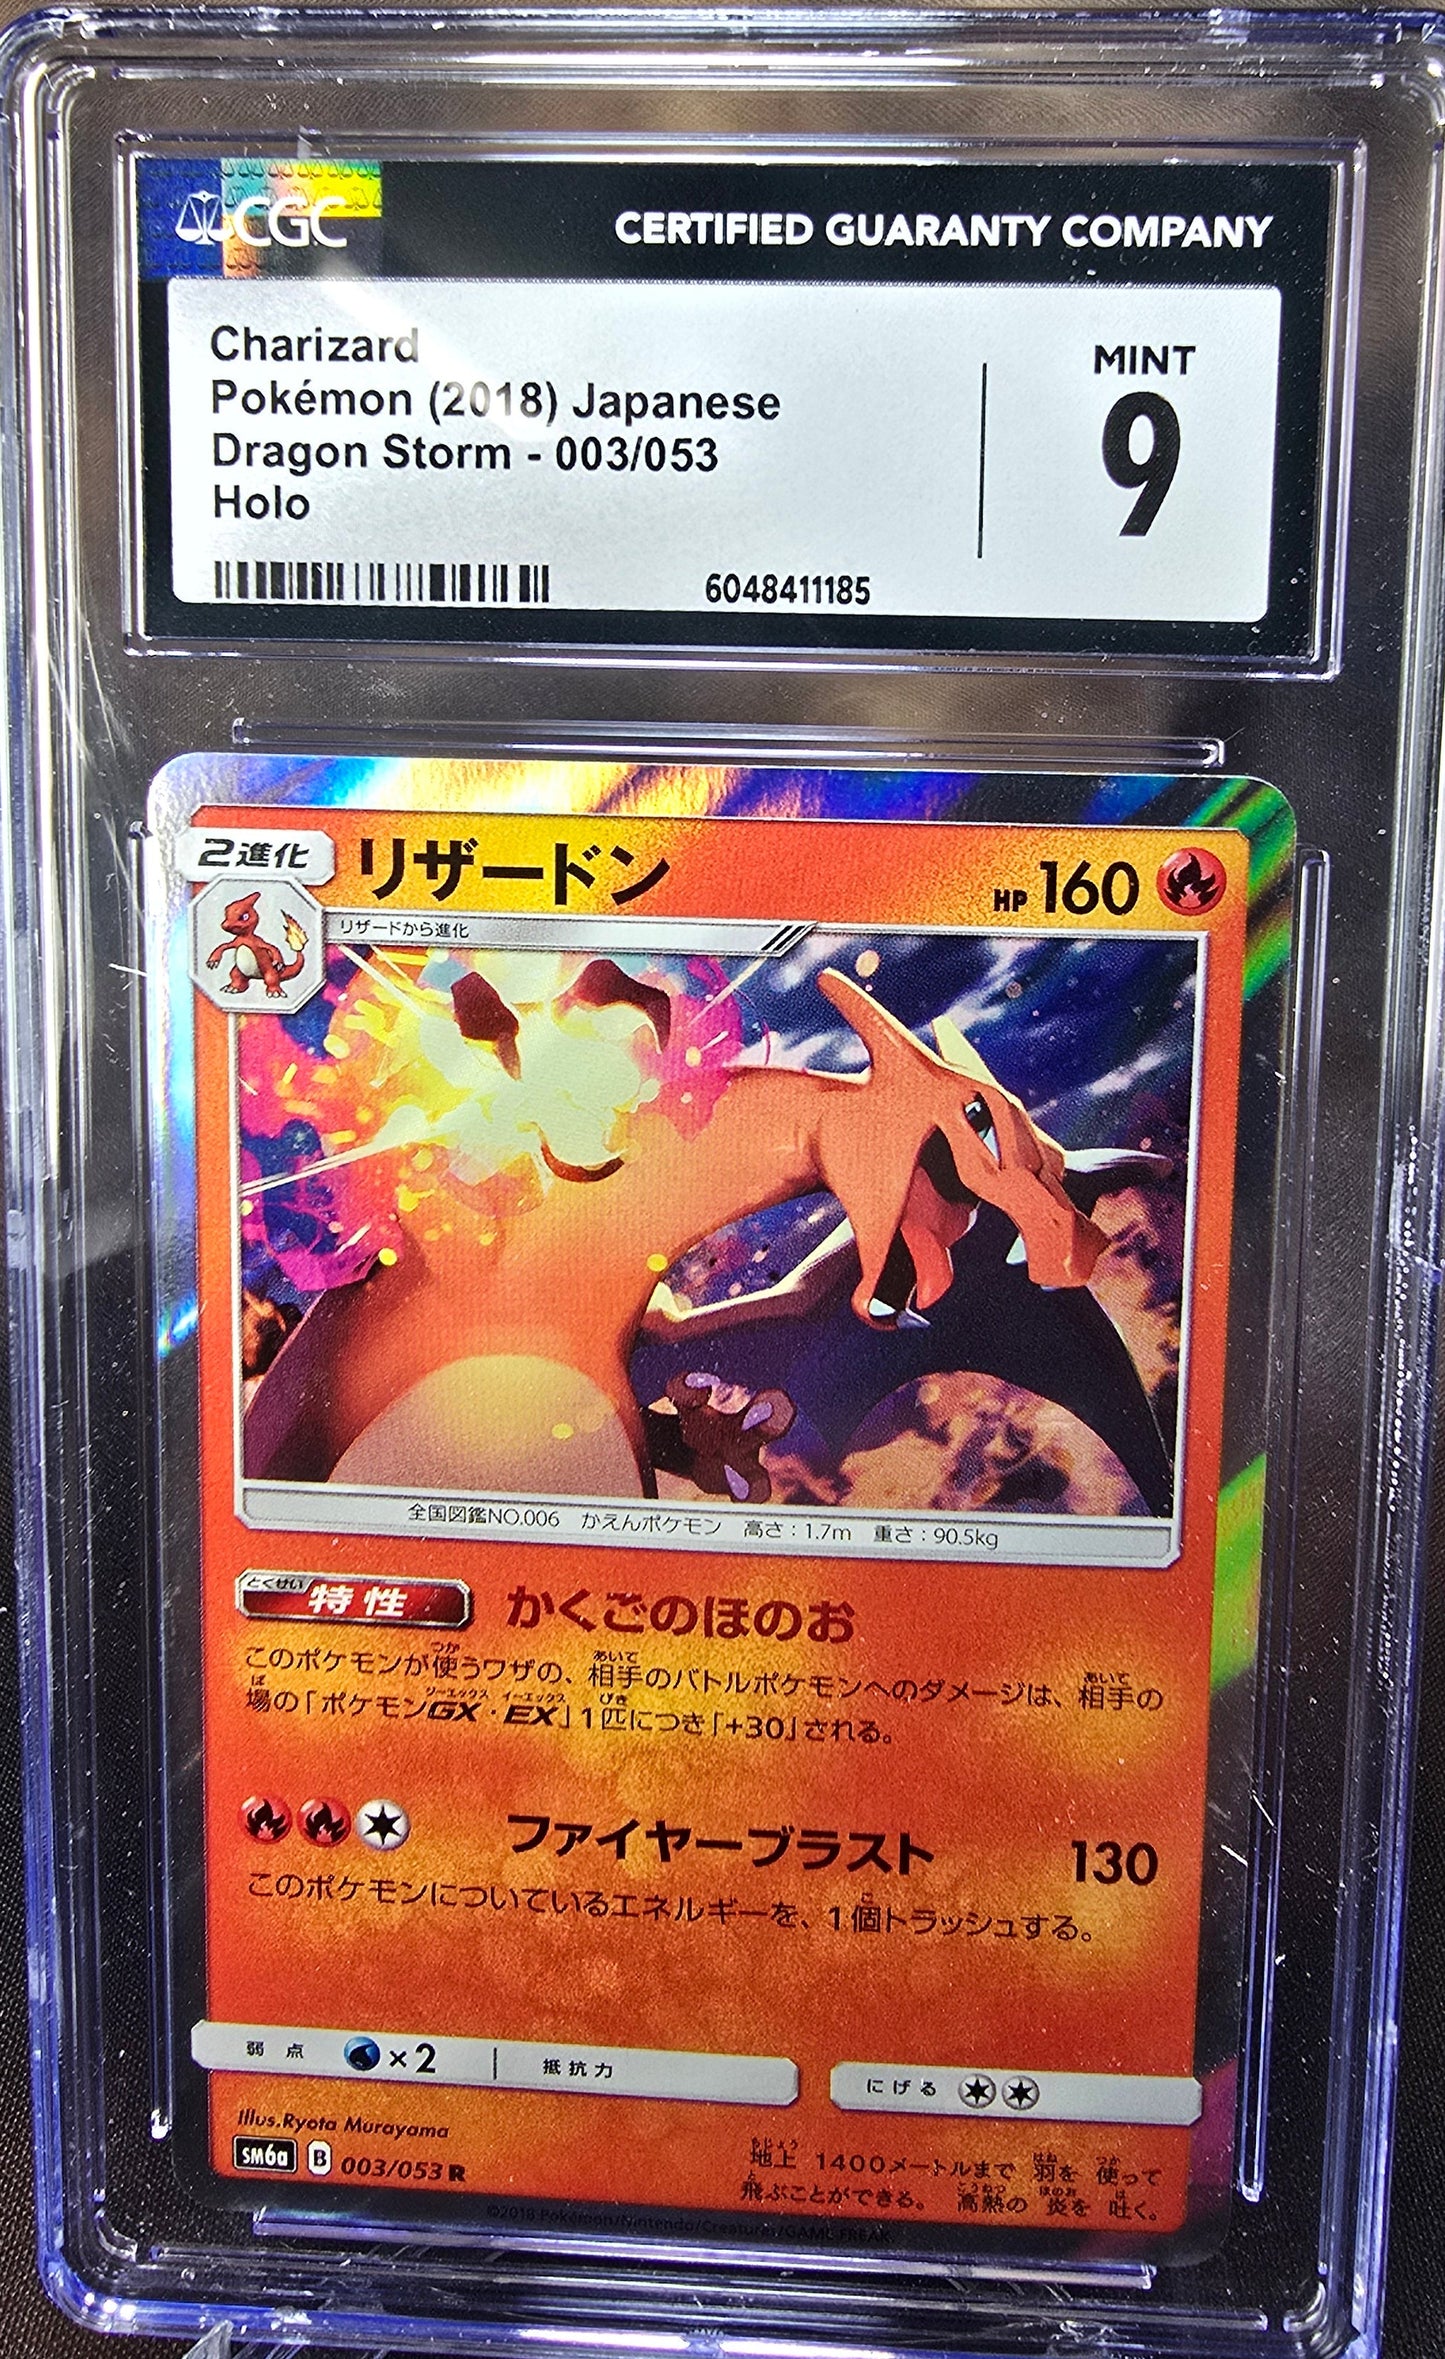 CGC
CERTIFIED GUARANTY COMPANY
Charizard
Pokémon (2018) Japanese
Dragon Storm - 003/053
Holo
MINT
9
6048411185
2進化
リザードン
HP 160
リザードから進化
全国図鑑NO.006 かえんポケモン 高さ:1.7m 重さ:90.5kg
とくせい
特性 かくごのほのお
このポケモンが使うワザの、相手のバトルポケモンへのダメージは、相手の
場の「ポケモンGX・EX」1匹につき「+30」される。
ファイヤーブラスト 130
このポケモンについているエネルギーを、1個トラッシュする。
弱点 ×2 抵抗力 にげる
Illus.Ryota Murayama
SM6a B 003/053 R
地上 1400メートルまで 羽を 使って
飛ぶことができる。 高熱の 炎を 吐く。
©2018 Pokémon/Nintendo/Creatures/GAME FREAK